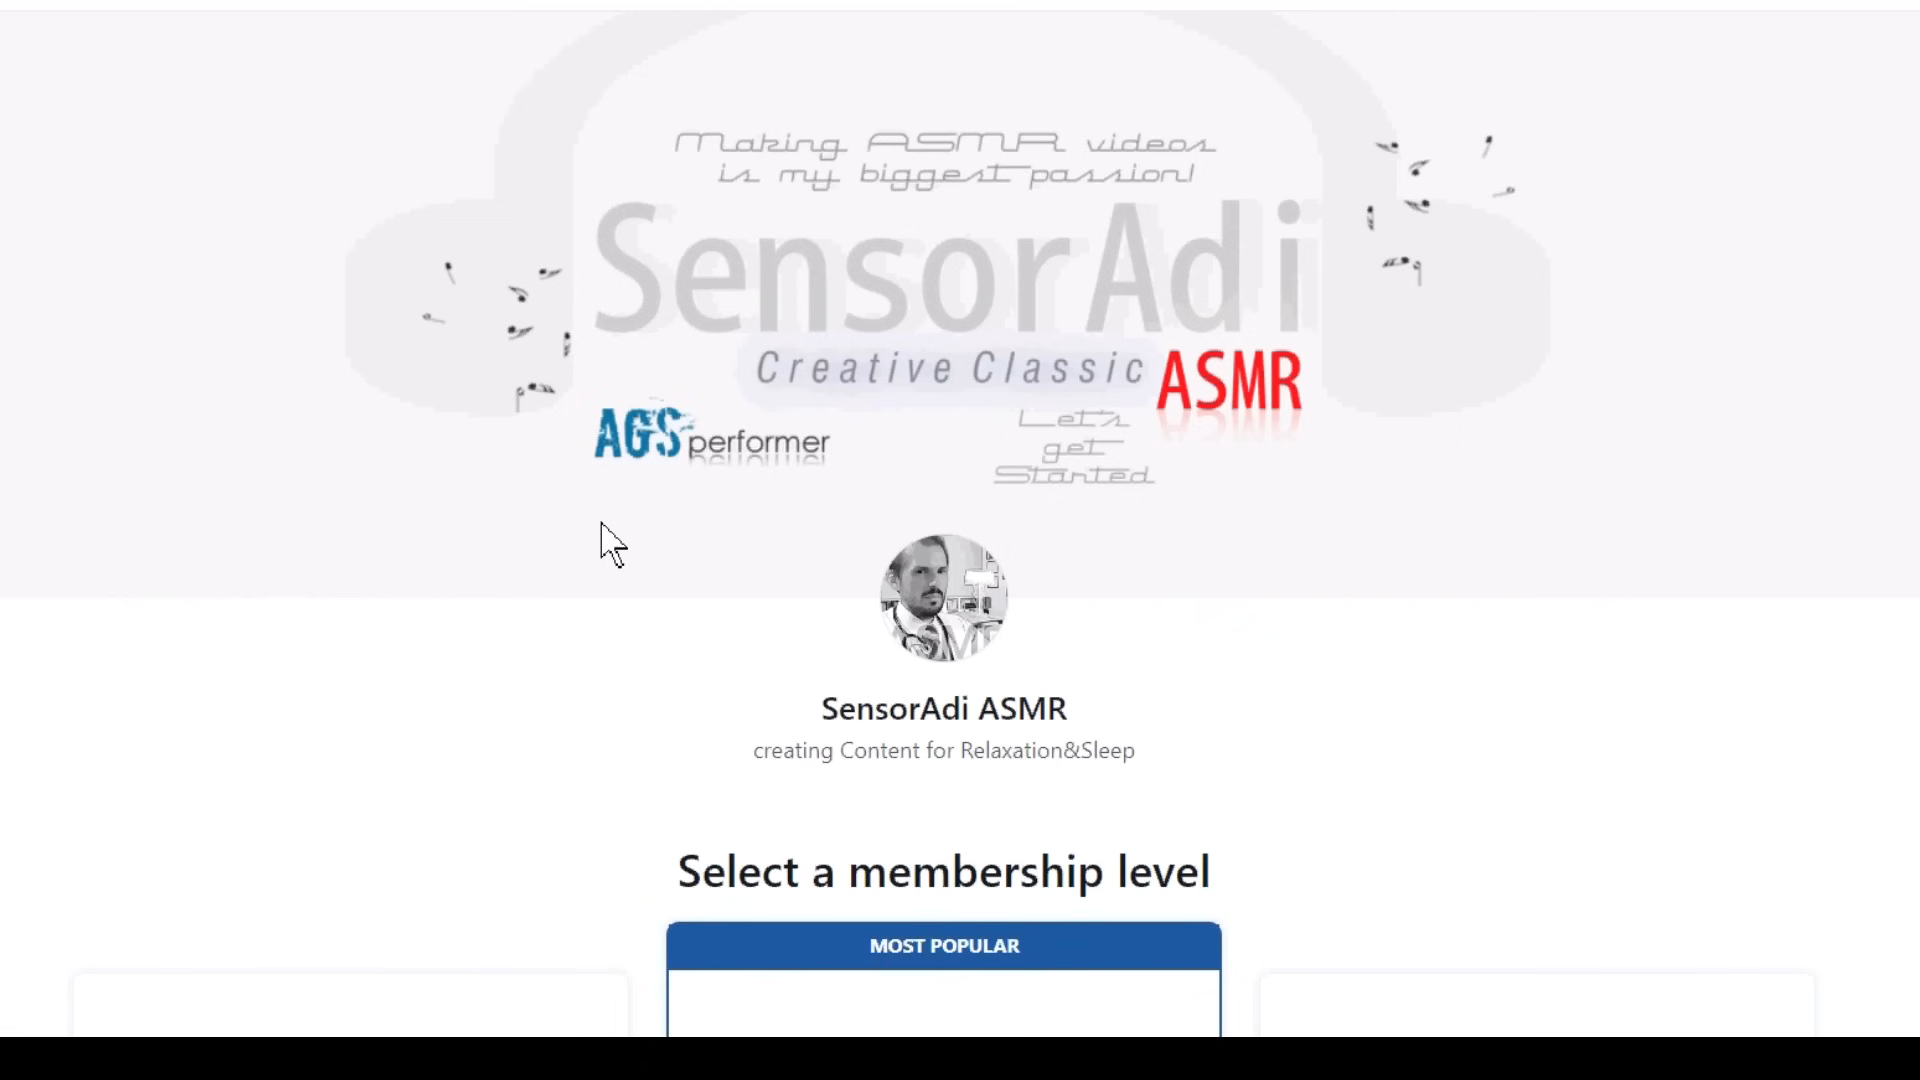 Making ASMR videos
is my biggest passion!
SensorAdi
Creative Classic ASMR
AGS performer
Let's
get
Started
SensorAdi ASMR
creating Content for Relaxation&Sleep
Select a membership level
MOST POPULAR